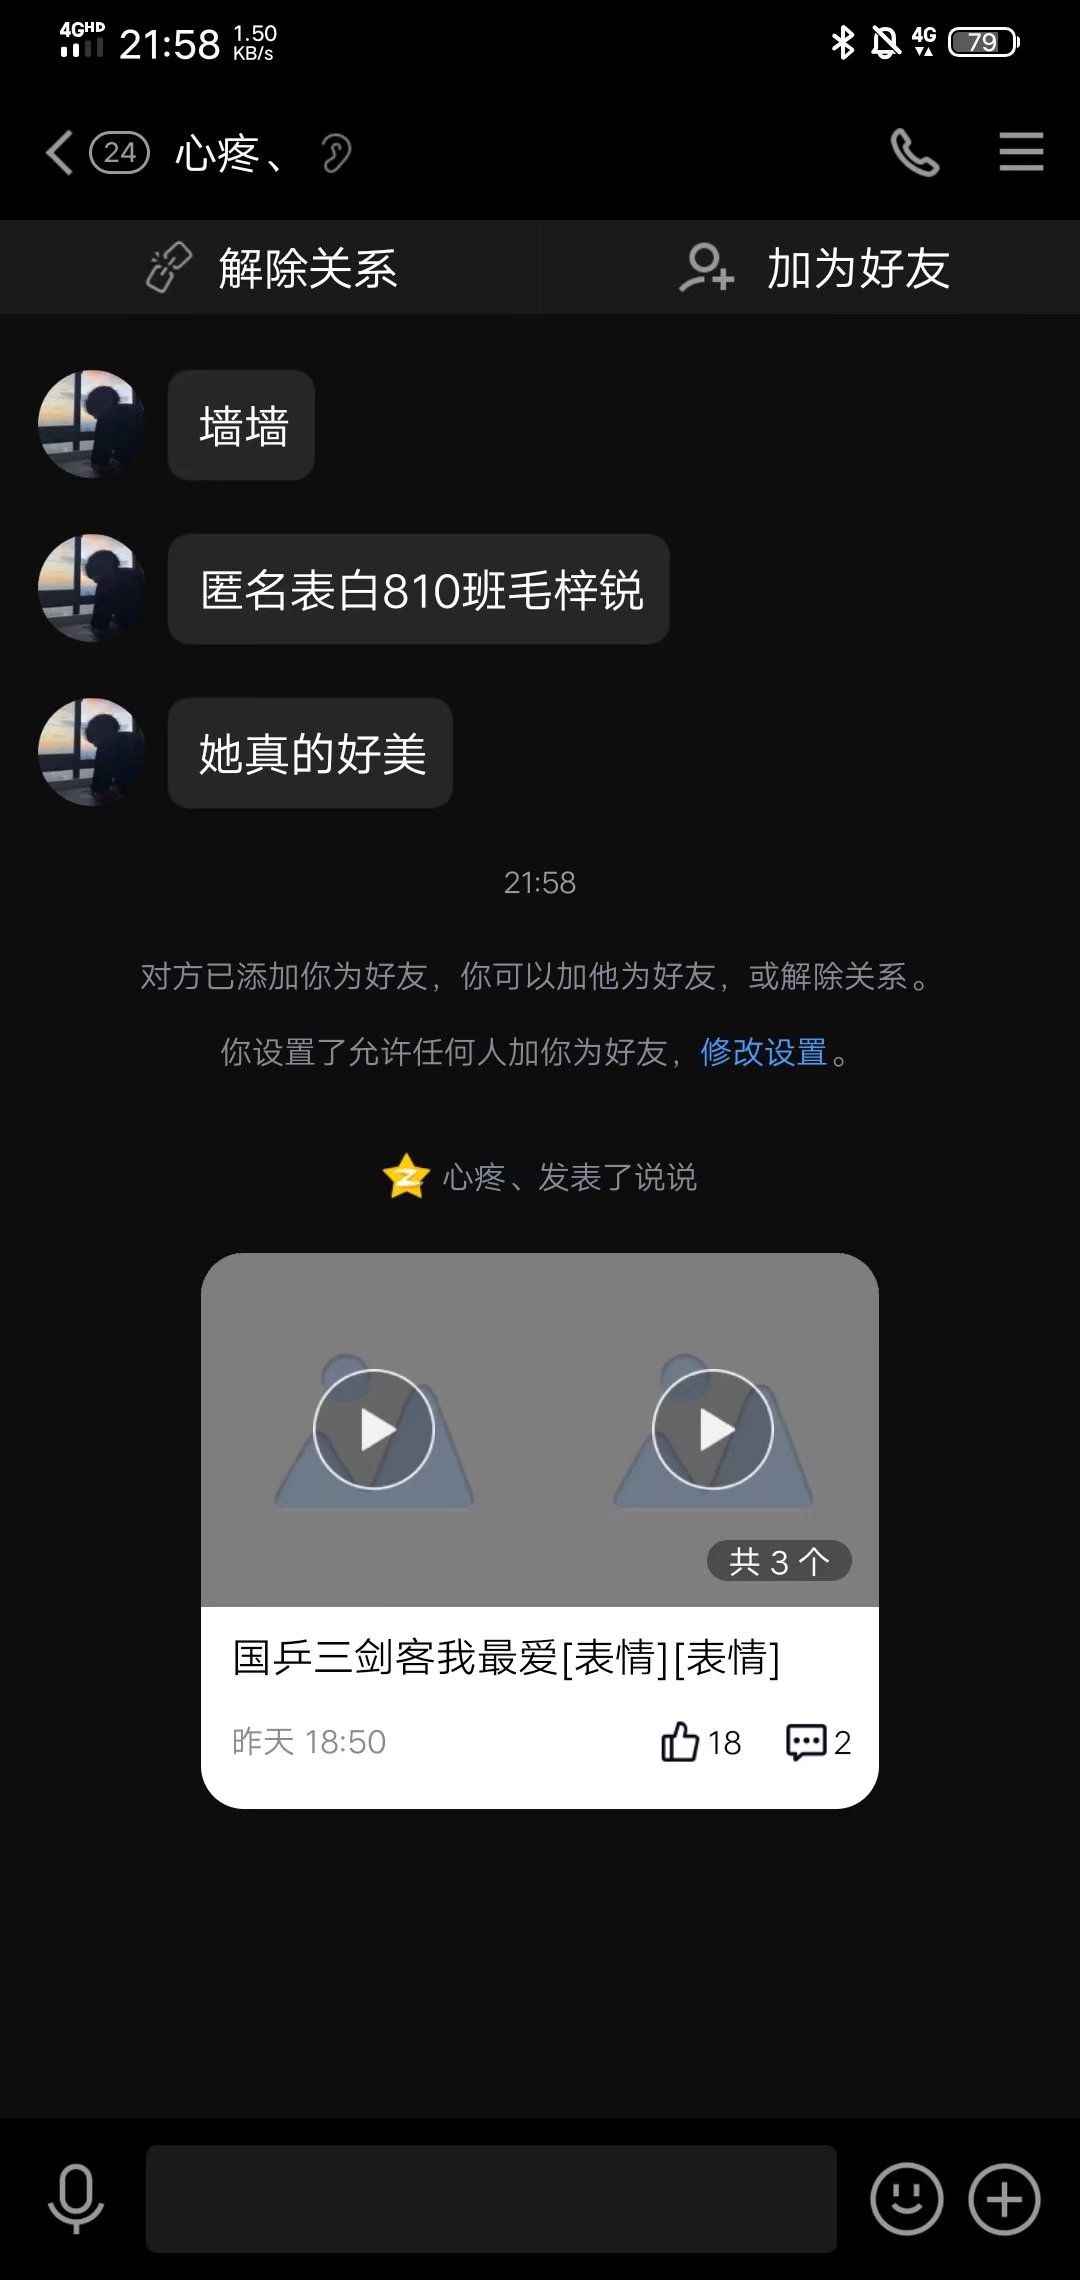 4GHD 21:58 1.50 KB/s 4G 79
24 心疼、
解除关系 加为好友
墙墙
匿名表白810班毛梓锐
她真的好美
21:58
对方已添加你为好友，你可以加他为好友，或解除关系。
你设置了允许任何人加你为好友，修改设置。
心疼、发表了说说
共 3 个
国乒三剑客我最爱[表情][表情]
昨天 18:50 18 2